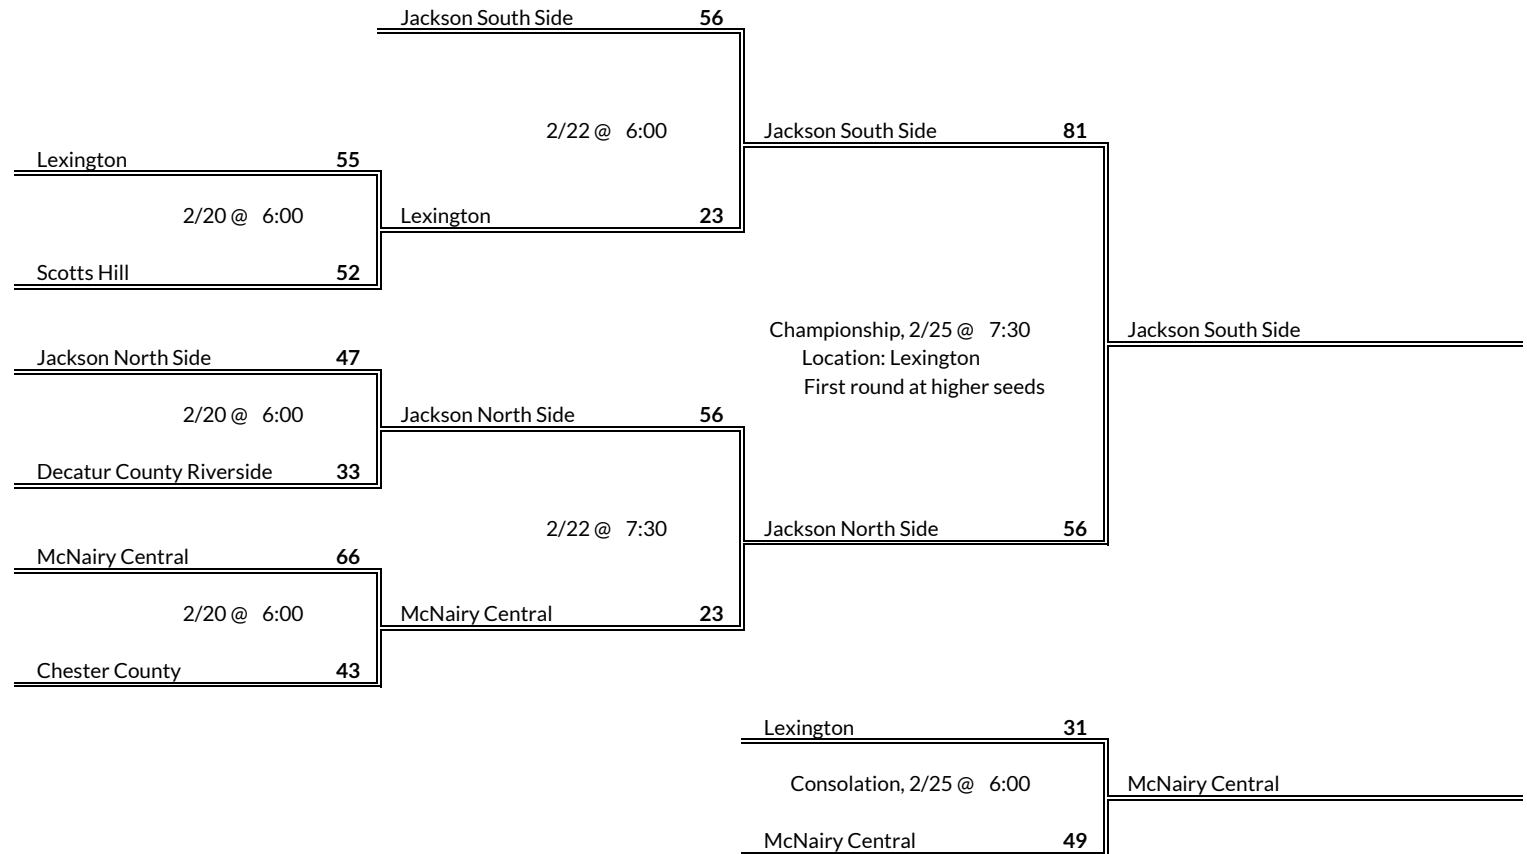 Jackson South Side 56
2/22 @ 6:00
Jackson South Side 81
Lexington 55
2/20 @ 6:00
Lexington 23
Scotts Hill 52
Championship, 2/25 @ 7:30
Jackson South Side
Location: Lexington
First round at higher seeds
Jackson North Side 47
2/20 @ 6:00
Jackson North Side 56
Decatur County Riverside 33
2/22 @ 7:30
Jackson North Side 56
McNairy Central 66
2/20 @ 6:00
McNairy Central 23
Chester County 43
Lexington 31
Consolation, 2/25 @ 6:00
McNairy Central
McNairy Central 49